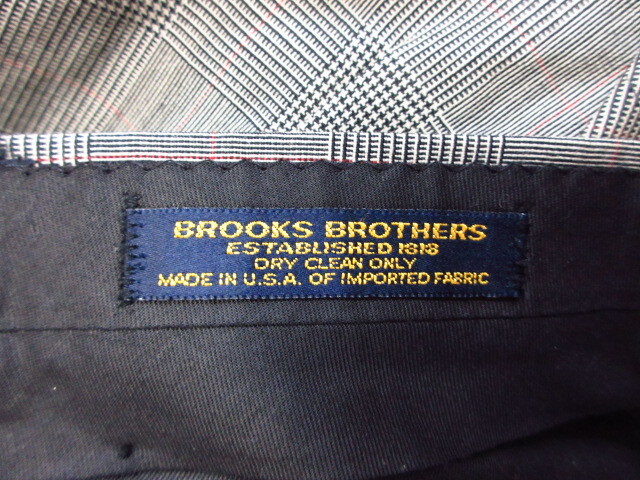 BROOKS BROTHERS
ESTABLISHED 1818
DRY CLEAN ONLY
MADE IN U.S.A. OF IMPORTED FABRIC